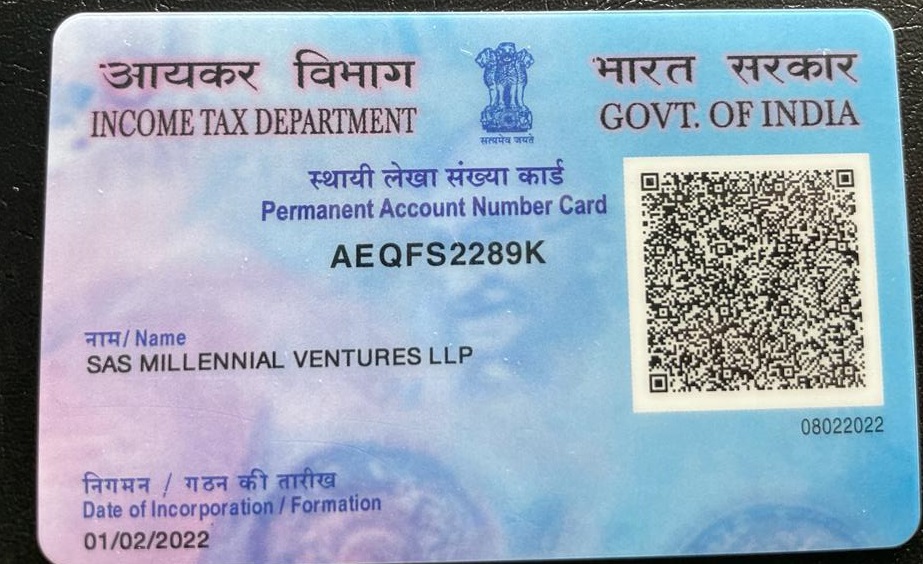 आयकर विभाग
INCOME TAX DEPARTMENT
सत्यमेव जयते
भारत सरकार
GOVT. OF INDIA
स्थायी लेखा संख्या कार्ड
Permanent Account Number Card
AEQFS2289K
नाम / Name
SAS MILLENNIAL VENTURES LLP
08022022
निगमन / गठन की तारीख
Date of Incorporation / Formation
01/02/2022